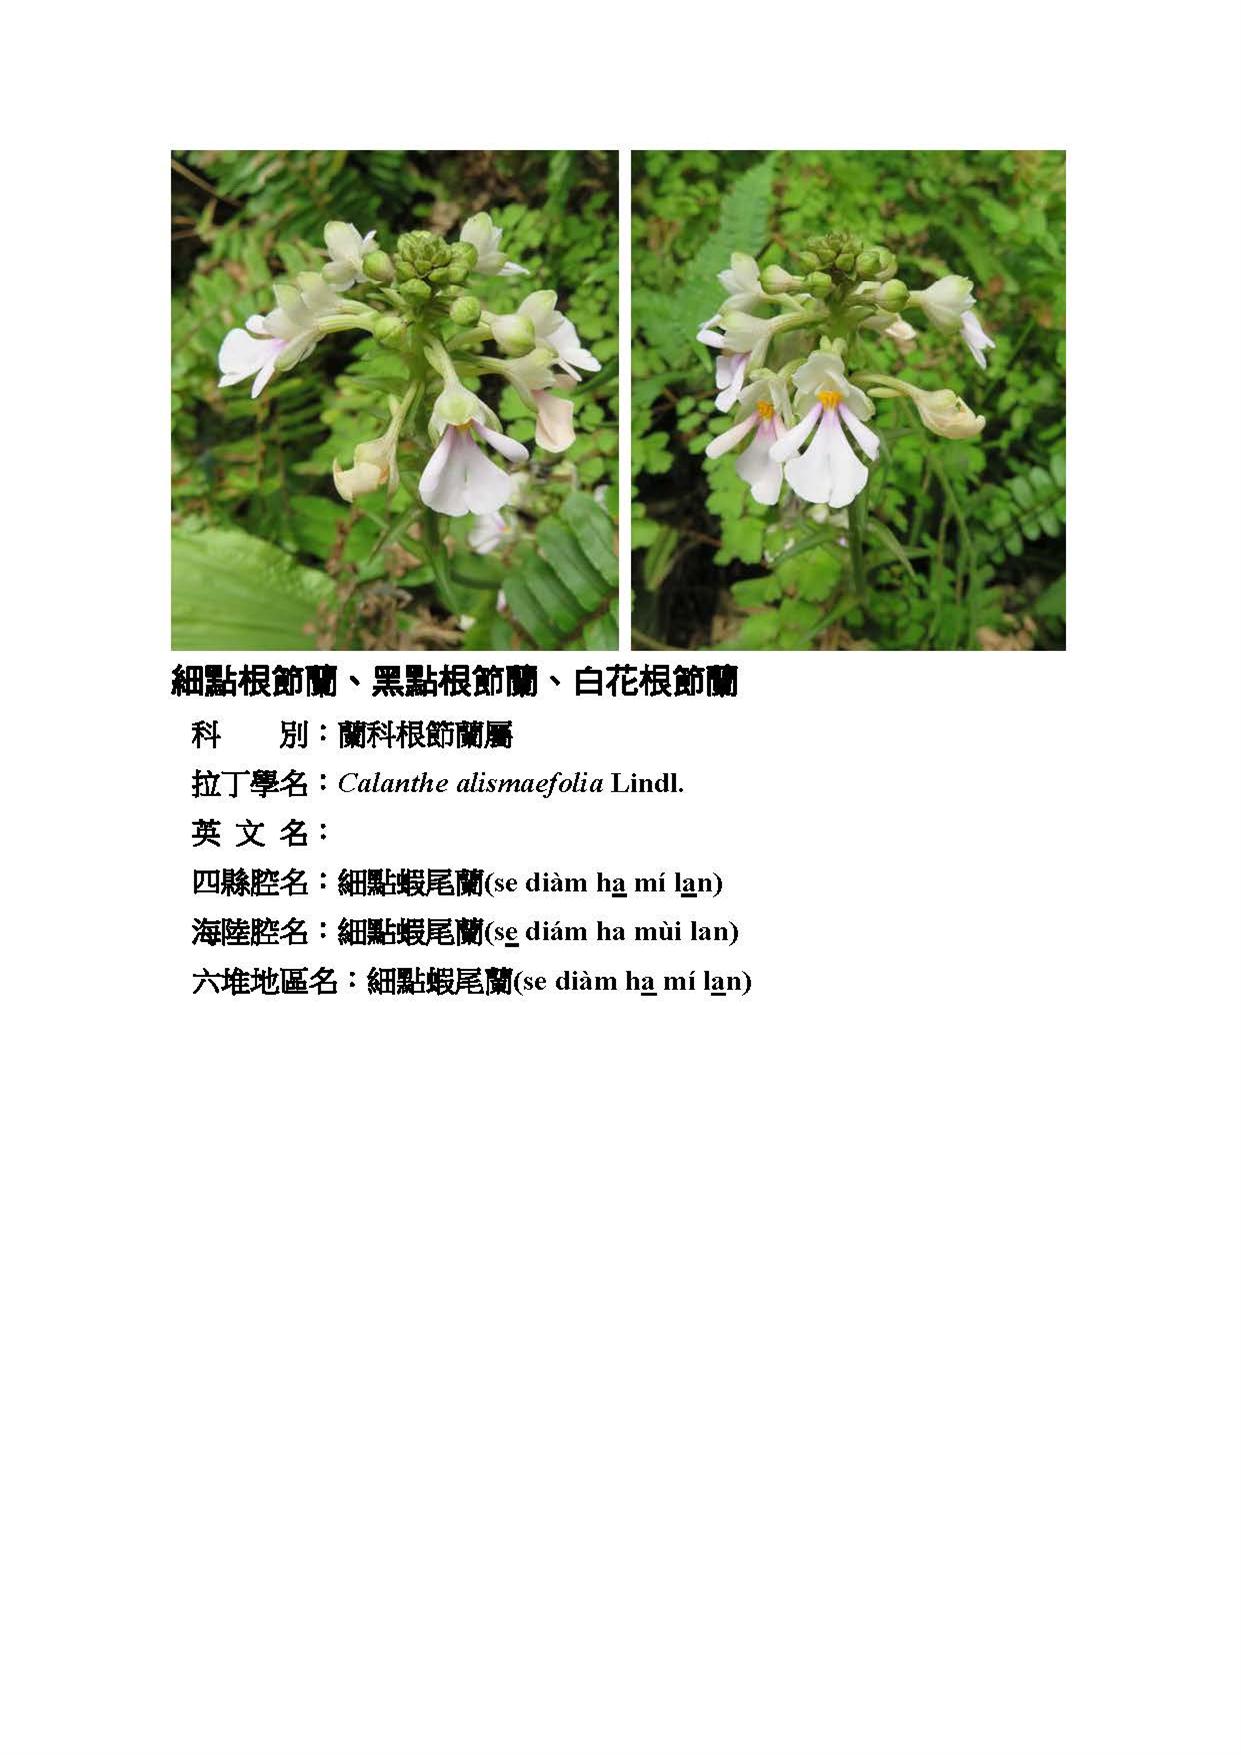 細點根節蘭、黑點根節蘭、白花根節蘭
科　　別：蘭科根節蘭屬
拉丁學名：Calanthe alismaefolia Lindl.
英 文 名：
四縣腔名：細點蝦尾蘭(se diàm ha mí lan)
海陸腔名：細點蝦尾蘭(se diám ha mùi lan)
六堆地區名：細點蝦尾蘭(se diàm ha mí lan)